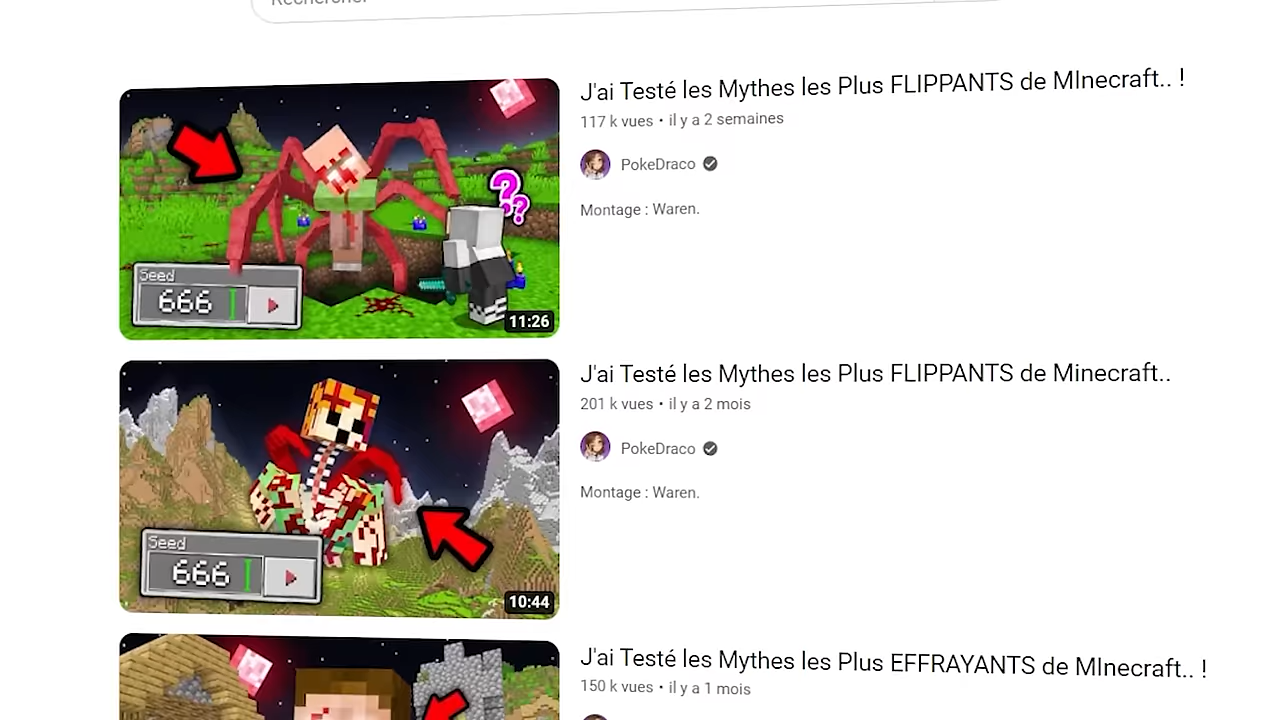 Rechercher
J'ai Testé les Mythes les Plus FLIPPANTS de MInecraft.. !
117 k vues • il y a 2 semaines
PokeDraco
Montage : Waren.
??
Seed
666
11:26
J'ai Testé les Mythes les Plus FLIPPANTS de Minecraft..
201 k vues • il y a 2 mois
PokeDraco
Montage : Waren.
Seed
666
10:44
J'ai Testé les Mythes les Plus EFFRAYANTS de MInecraft.. !
150 k vues • il y a 1 mois